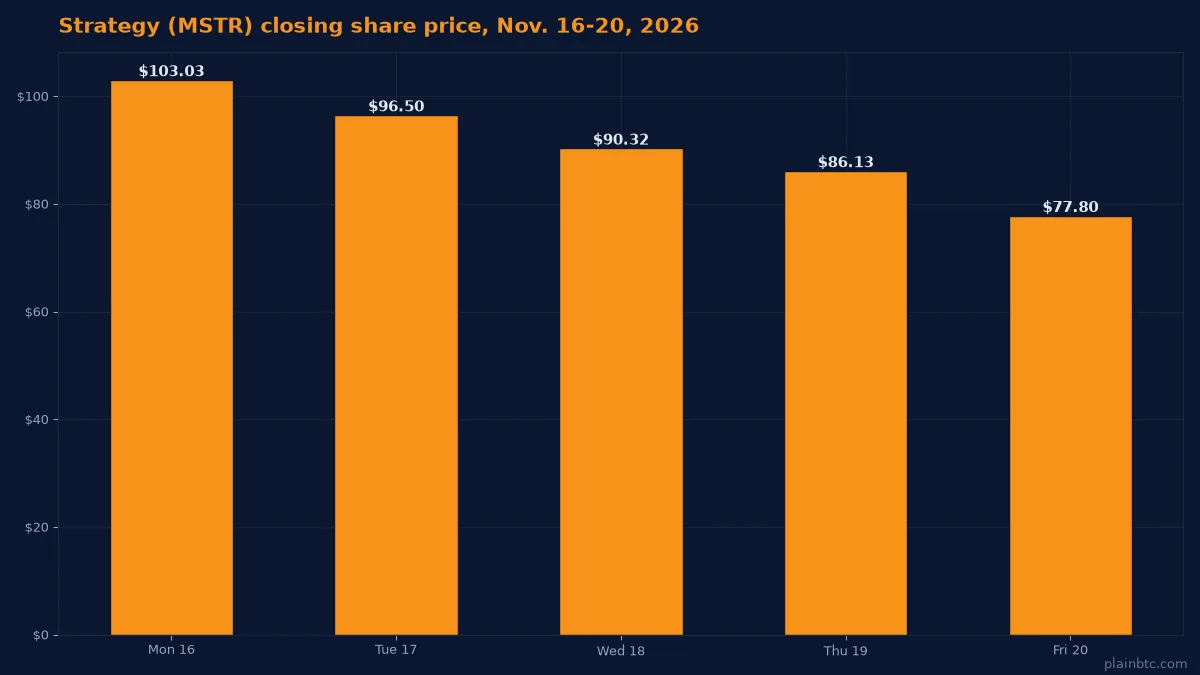 Strategy (MSTR) closing share price, Nov. 16-20, 2026
$103.03
$96.50
$90.32
$86.13
$77.80
$100
$80
$60
$40
$20
$0
Mon 16
Tue 17
Wed 18
Thu 19
Fri 20
plainbtc.com